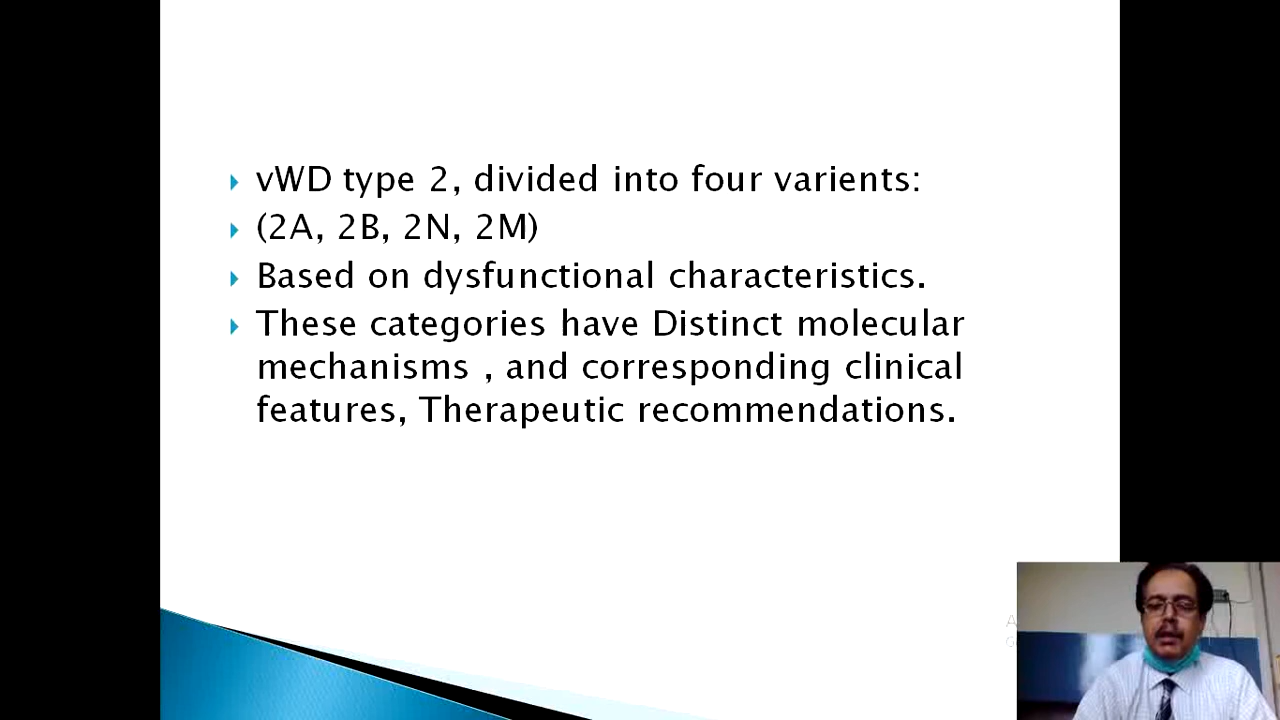 vWD type 2, divided into four varients:
(2A, 2B, 2N, 2M)
Based on dysfunctional characteristics.
These categories have Distinct molecular
mechanisms , and corresponding clinical
features, Therapeutic recommendations.